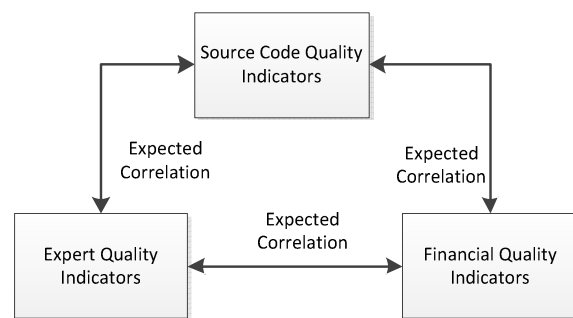 Source Code Quality
Indicators
Expected
Correlation
Expected
Correlation
Expected
Correlation
Expert Quality
Indicators
Financial Quality
Indicators